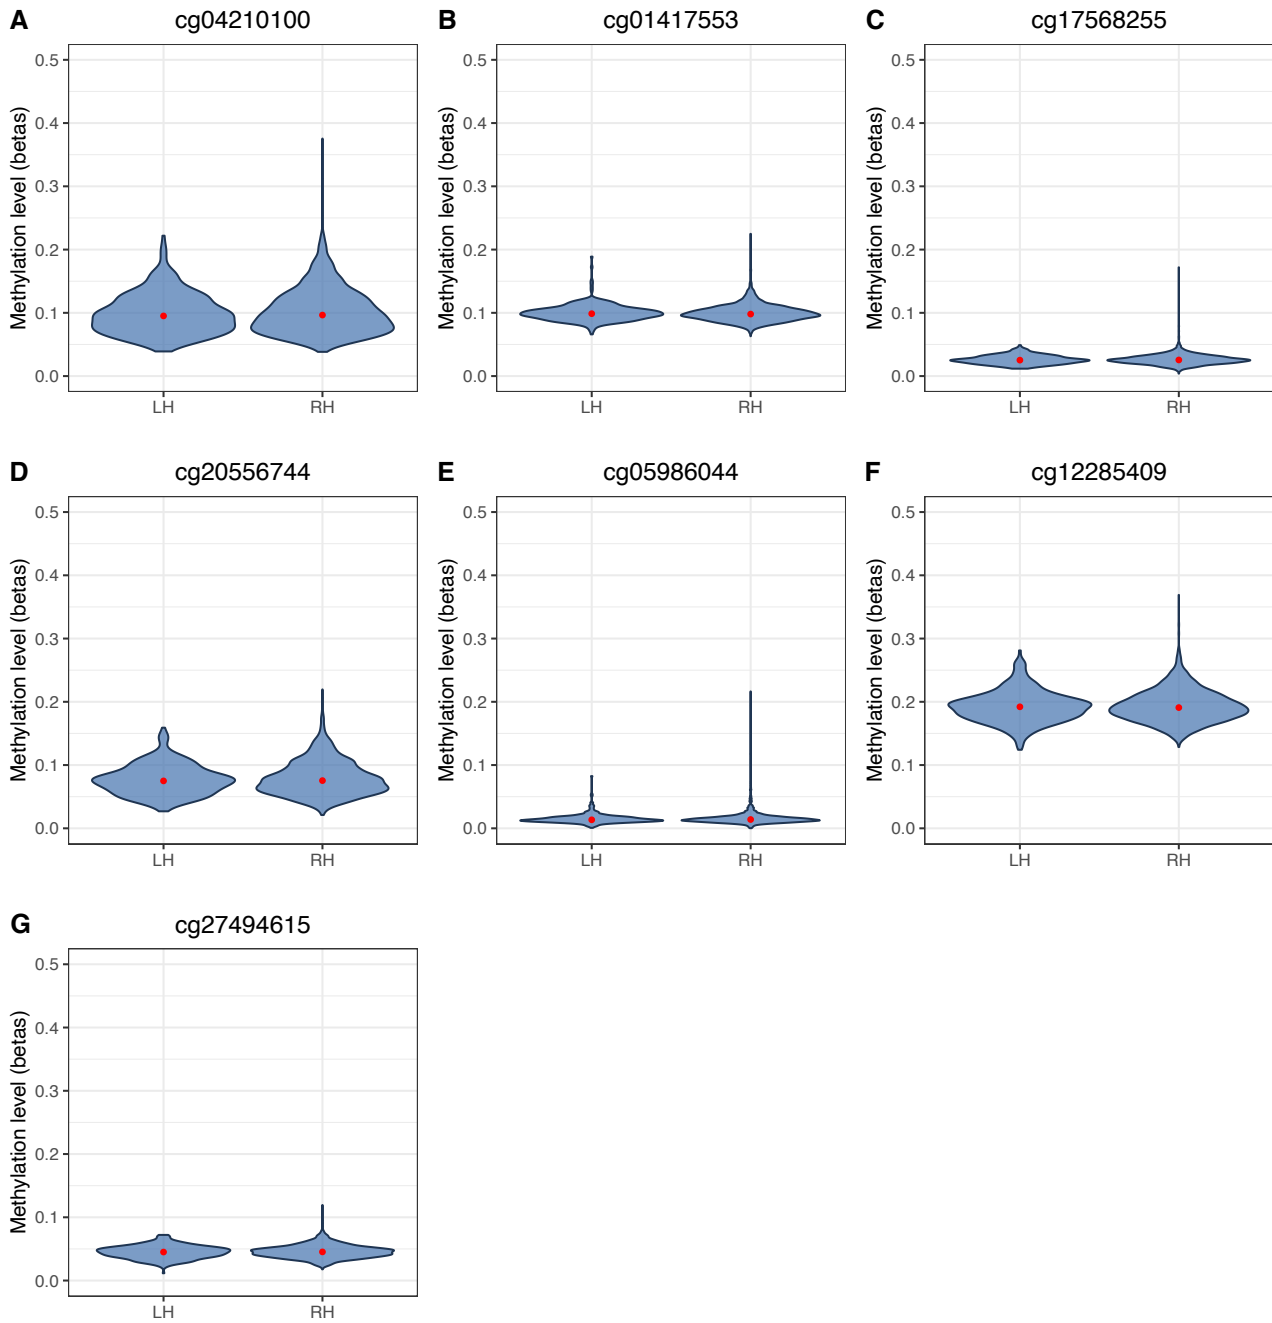 A
cg04210100
Methylation level (betas)
0.5
0.4
0.3
0.2
0.1
0.0
LH RH
B
cg01417553
Methylation level (betas)
0.5
0.4
0.3
0.2
0.1
0.0
LH RH
C
cg17568255
Methylation level (betas)
0.5
0.4
0.3
0.2
0.1
0.0
LH RH
D
cg20556744
Methylation level (betas)
0.5
0.4
0.3
0.2
0.1
0.0
LH RH
E
cg05986044
Methylation level (betas)
0.5
0.4
0.3
0.2
0.1
0.0
LH RH
F
cg12285409
Methylation level (betas)
0.5
0.4
0.3
0.2
0.1
0.0
LH RH
G
cg27494615
Methylation level (betas)
0.5
0.4
0.3
0.2
0.1
0.0
LH RH